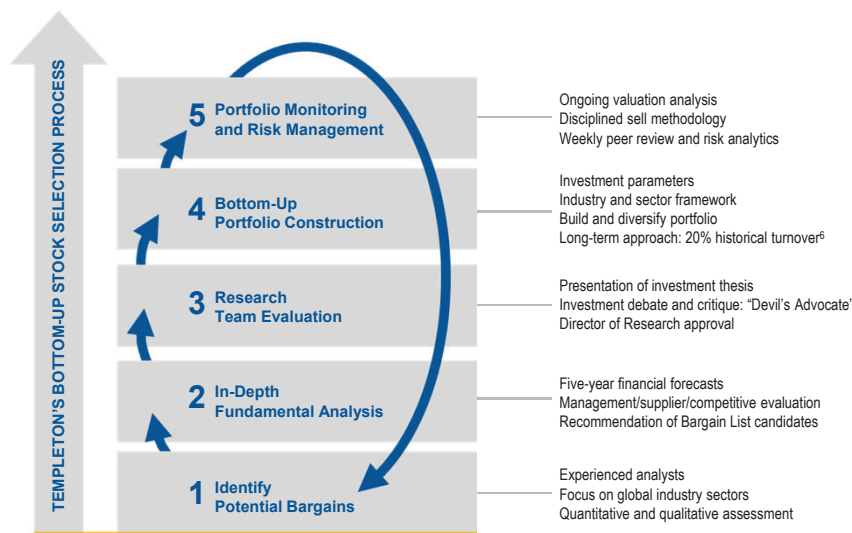 TEMPLETON'S BOTTOM-UP STOCK SELECTION PROCESS
5 Portfolio Monitoring
and Risk Management
Ongoing valuation analysis
Disciplined sell methodology
Weekly peer review and risk analytics
4 Bottom-Up
Portfolio Construction
Investment parameters
Industry and sector framework
Build and diversify portfolio
Long-term approach: 20% historical turnover⁶
3 Research
Team Evaluation
Presentation of investment thesis
Investment debate and critique: “Devil’s Advocate’
Director of Research approval
2 In-Depth
Fundamental Analysis
Five-year financial forecasts
Management/supplier/competitive evaluation
Recommendation of Bargain List candidates
1 Identify
Potential Bargains
Experienced analysts
Focus on global industry sectors
Quantitative and qualitative assessment